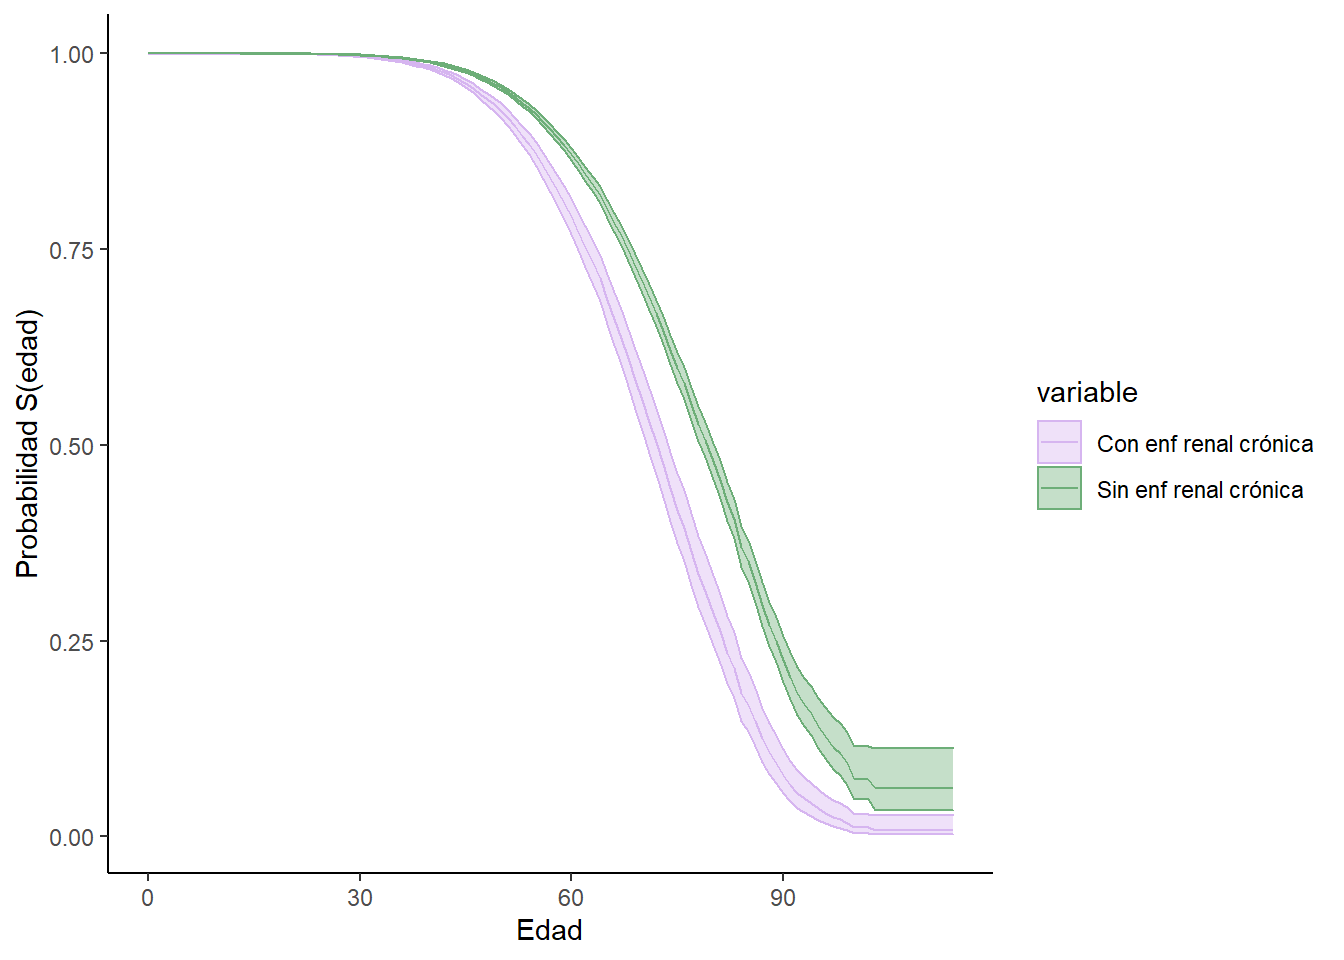 1.00
0.75
0.50
0.25
0.00
Probabilidad S(edad)
0
30
60
90
Edad
variable
Con enf renal crónica
Sin enf renal crónica